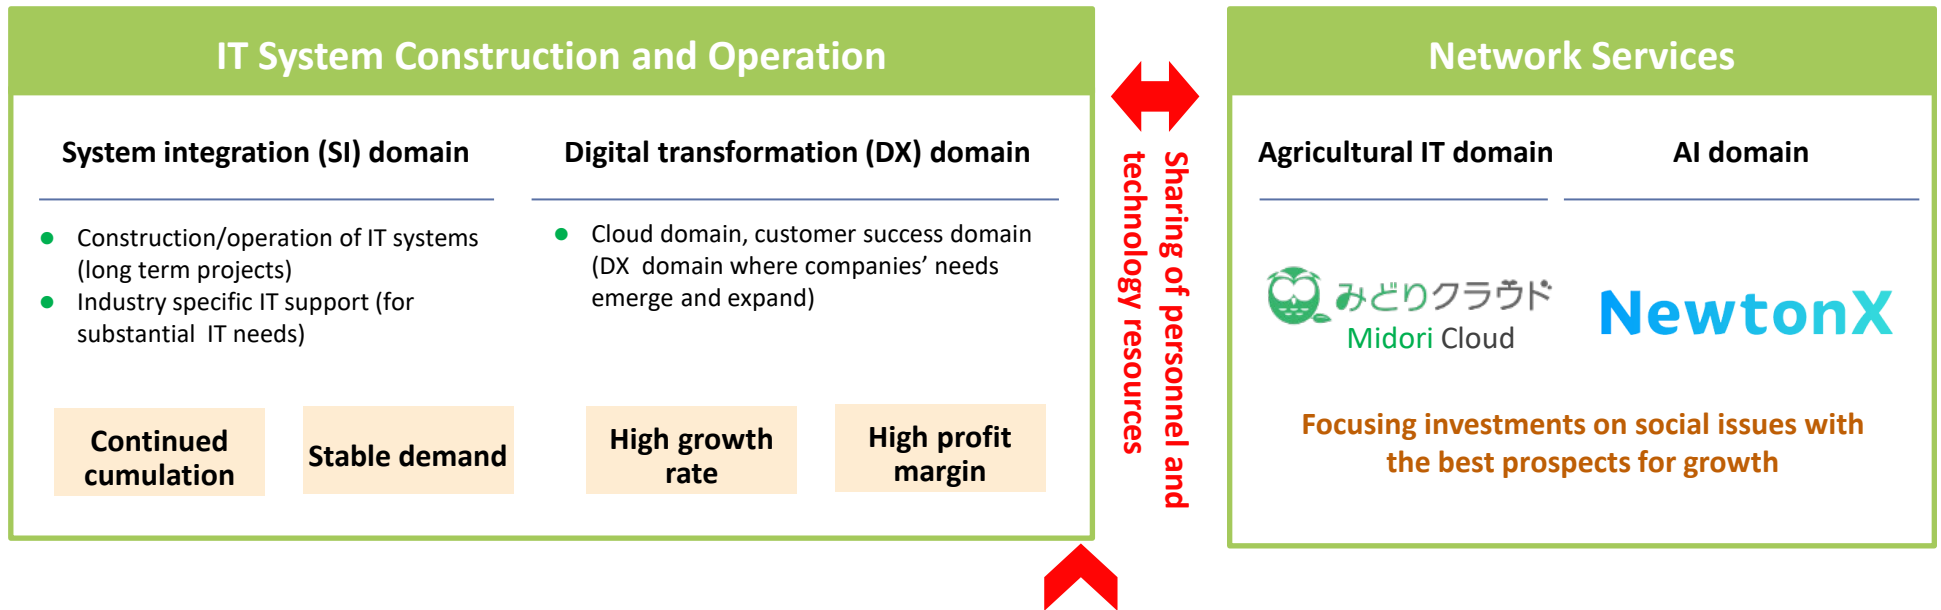 IT System Construction and Operation
System integration (SI) domain
Construction/operation of IT systems
(long term projects)
Industry specific IT support (for
substantial IT needs)
Continued
cumulation
Stable demand
Digital transformation (DX) domain
Cloud domain, customer success domain
(DX domain where companies’ needs
emerge and expand)
High growth
rate
High profit
margin
Sharing of personnel and
technology resources
Network Services
Agricultural IT domain
みどりクラウド
Midori Cloud
AI domain
NewtonX
Focusing investments on social issues with
the best prospects for growth